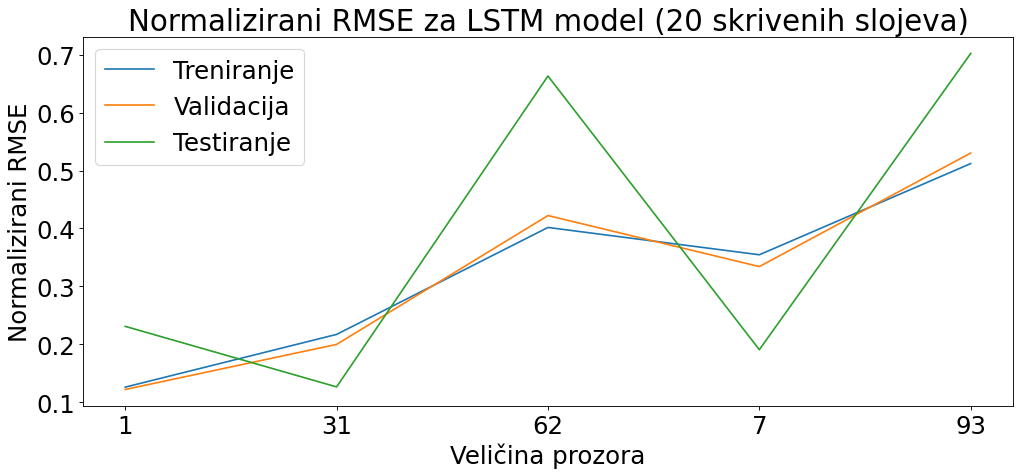 Normalizirani RMSE za LSTM model (20 skrivenih slojeva)
Treniranje
Validacija
Testiranje
Normalizirani RMSE
0.7
0.6
0.5
0.4
0.3
0.2
0.1
1 31 62 7 93
Veličina prozora